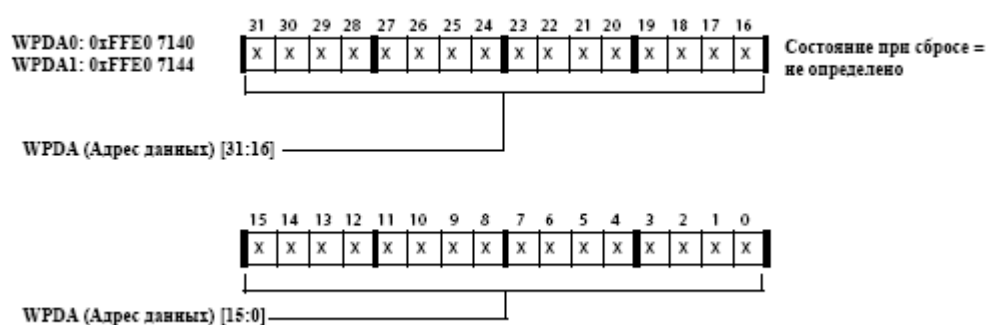 31 30 29 28 27 26 25 24 23 22 21 20 19 18 17 16
WPDA0: 0xFFE0 7140
WPDA1: 0xFFE0 7144
X X X X X X X X X X X X X X X X
Состояние при сбросе =
не определено
WPDA (Адрес данных) [31:16]
15 14 13 12 11 10 9 8 7 6 5 4 3 2 1 0
X X X X X X X X X X X X X X X X
WPDA (Адрес данных) [15:0]